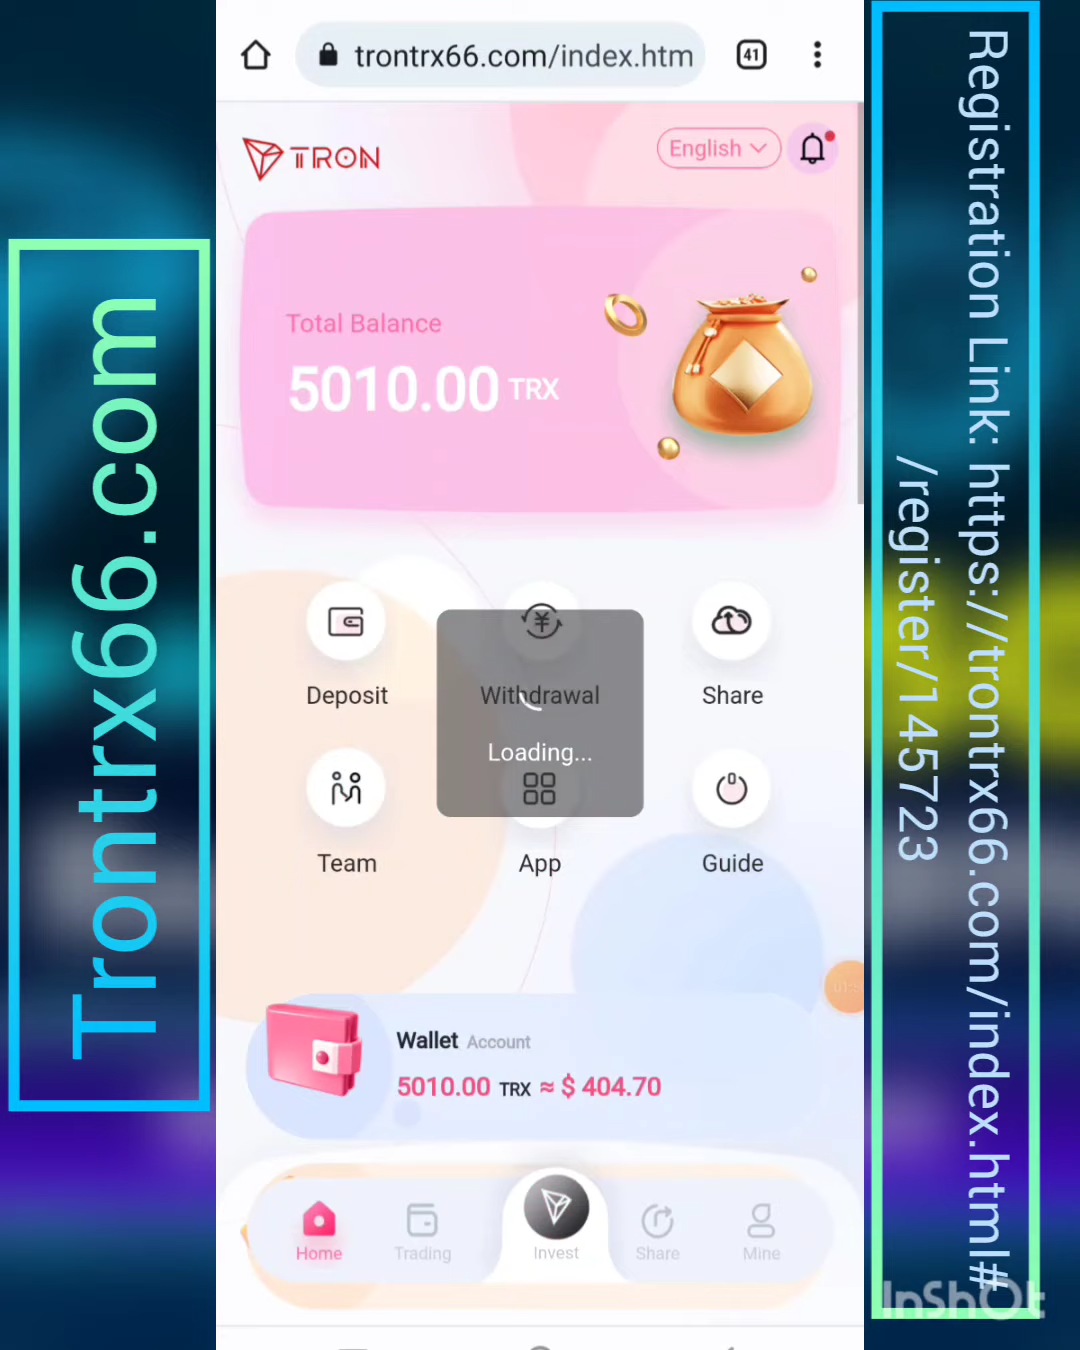 Trontrx66.com
trontrx66.com/index.htm
41
TRON
English
Total Balance
5010.00 TRX
Deposit
Withdrawal
Share
Loading...
Team
App
Guide
Wallet Account
5010.00 TRX ≈ $ 404.70
Home
Trading
Invest
Share
Mine
Registration Link: https://trontrx66.com/index.html#
/register/145723
InShOt